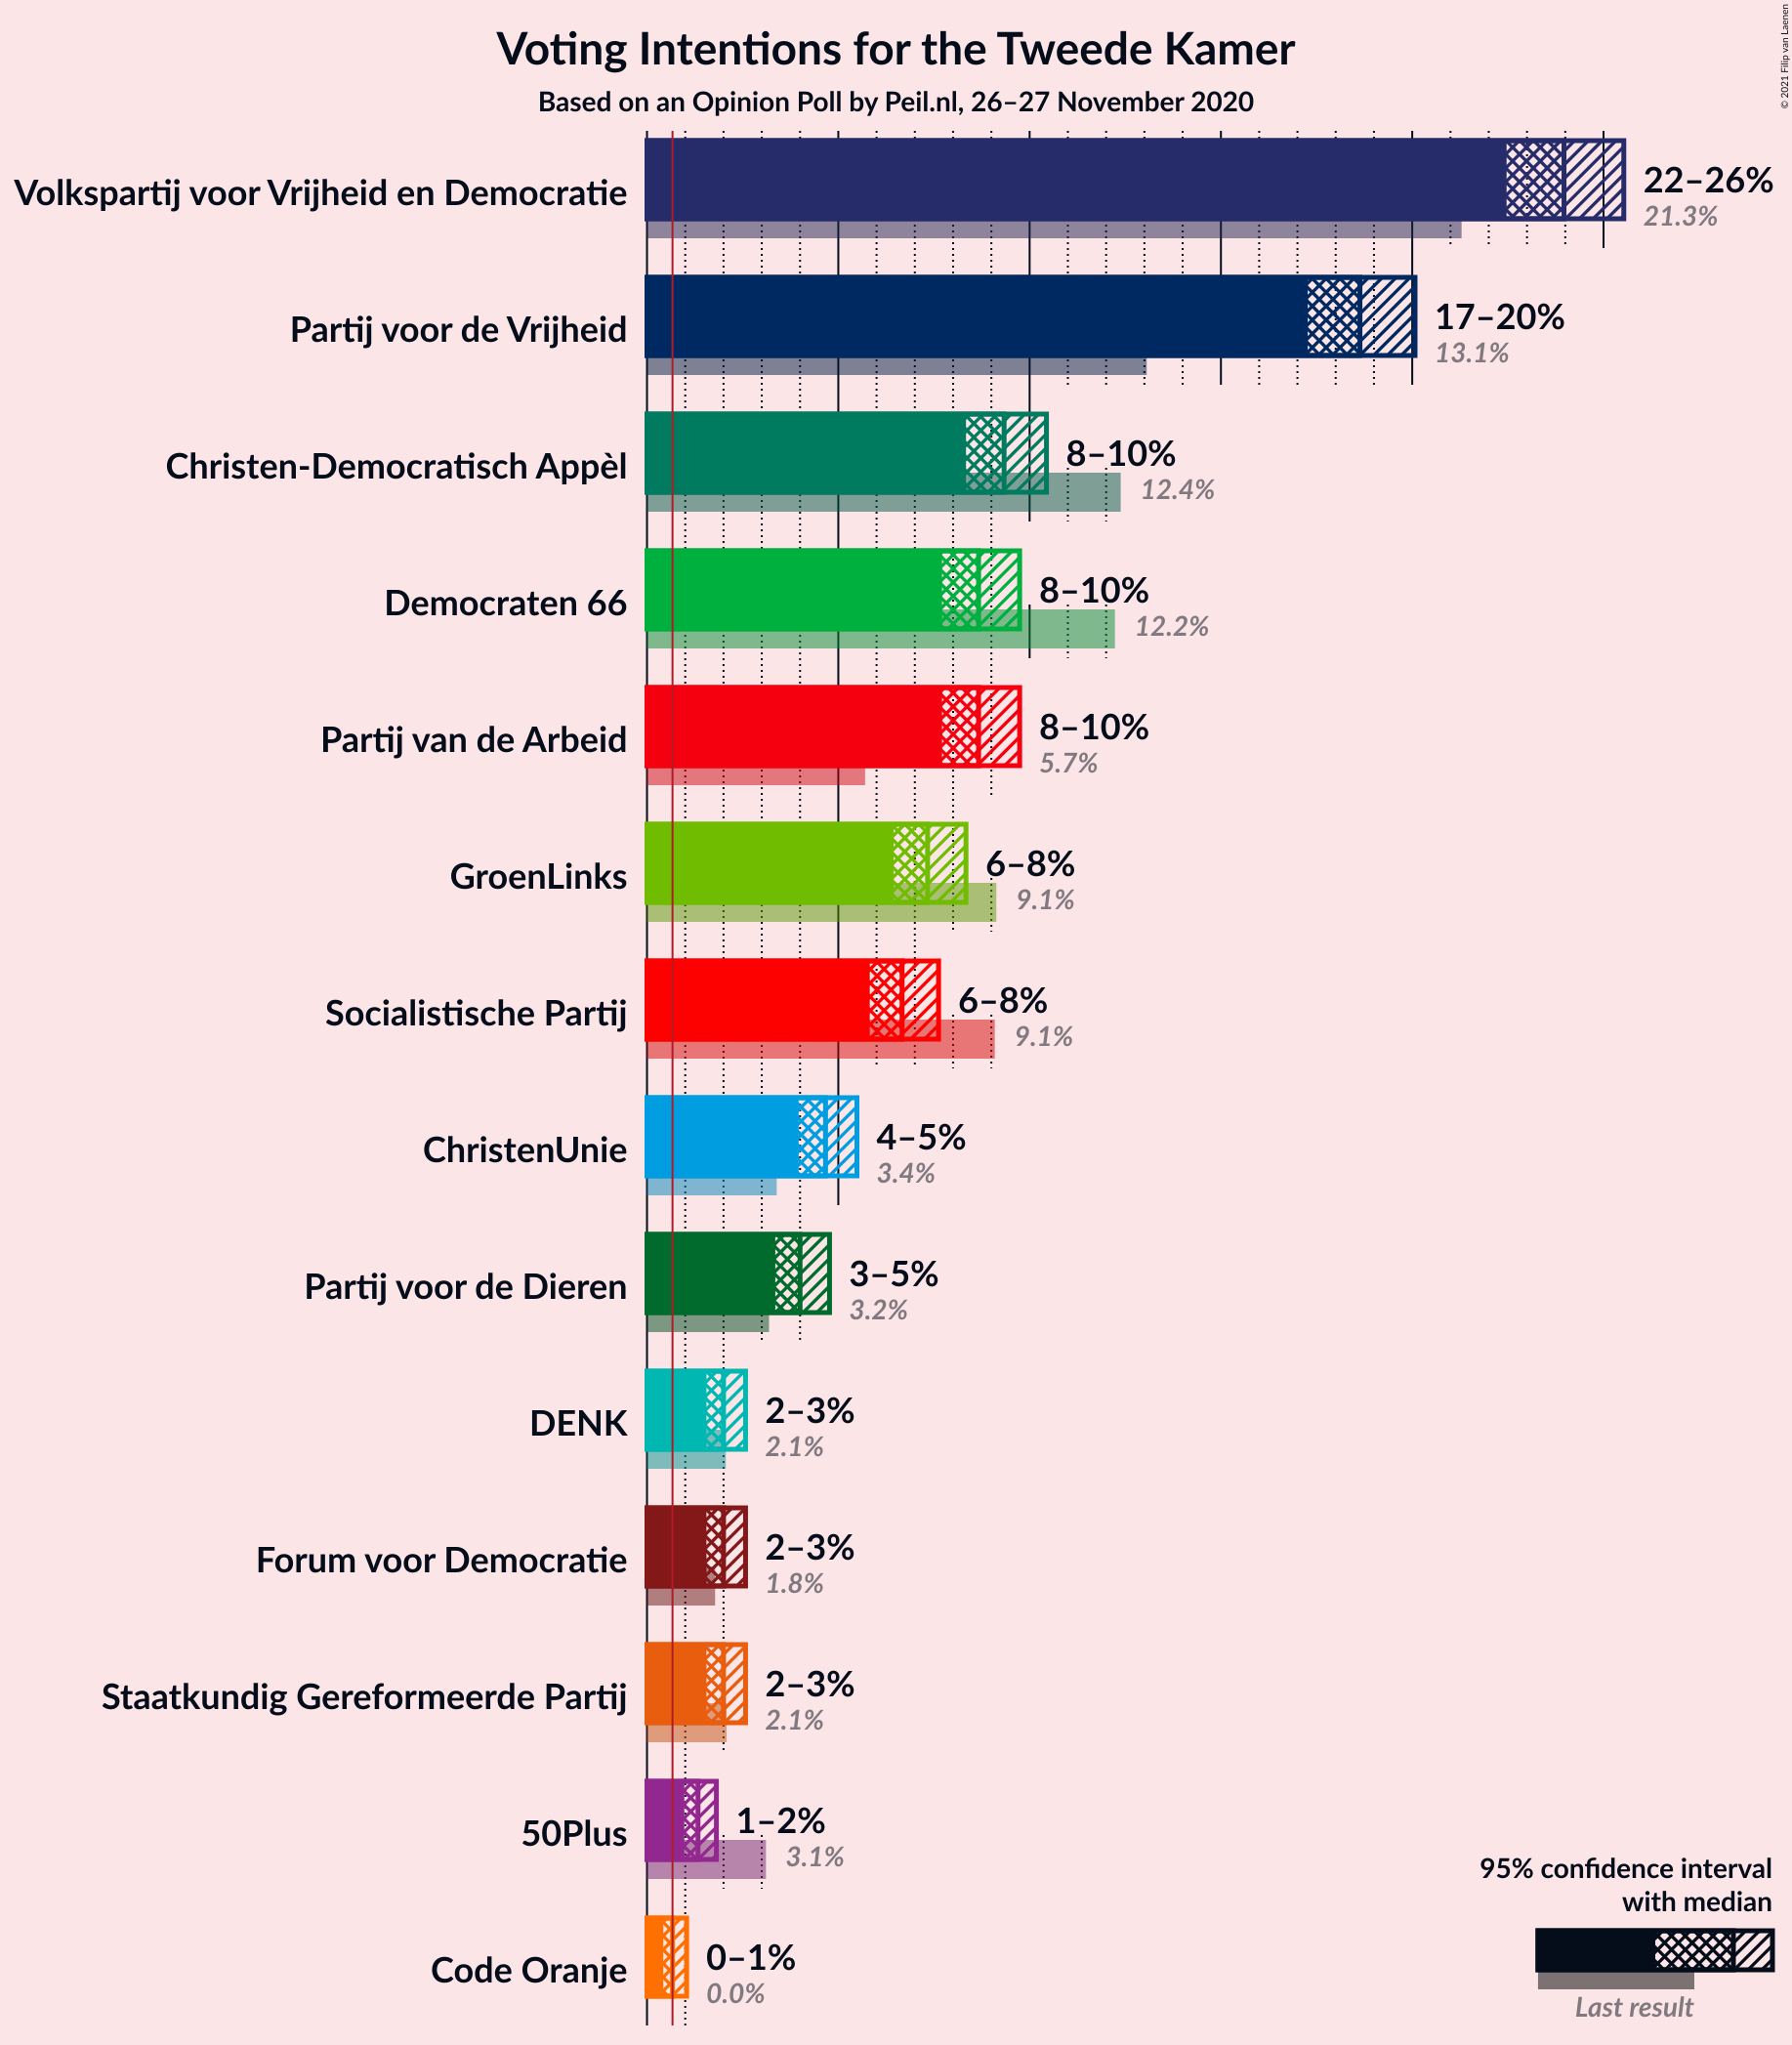 Voting Intentions for the Tweede Kamer
Based on an Opinion Poll by Peil.nl, 26–27 November 2020
© 2021 Filip van Laenen
Volkspartij voor Vrijheid en Democratie
22–26%
21.3%
Partij voor de Vrijheid
17–20%
13.1%
Christen-Democratisch Appèl
8–10%
12.4%
Democraten 66
8–10%
12.2%
Partij van de Arbeid
8–10%
5.7%
GroenLinks
6–8%
9.1%
Socialistische Partij
6–8%
9.1%
ChristenUnie
4–5%
3.4%
Partij voor de Dieren
3–5%
3.2%
DENK
2–3%
2.1%
Forum voor Democratie
2–3%
1.8%
Staatkundig Gereformeerde Partij
2–3%
2.1%
50Plus
1–2%
3.1%
Code Oranje
0–1%
0.0%
95% confidence interval
with median
Last result